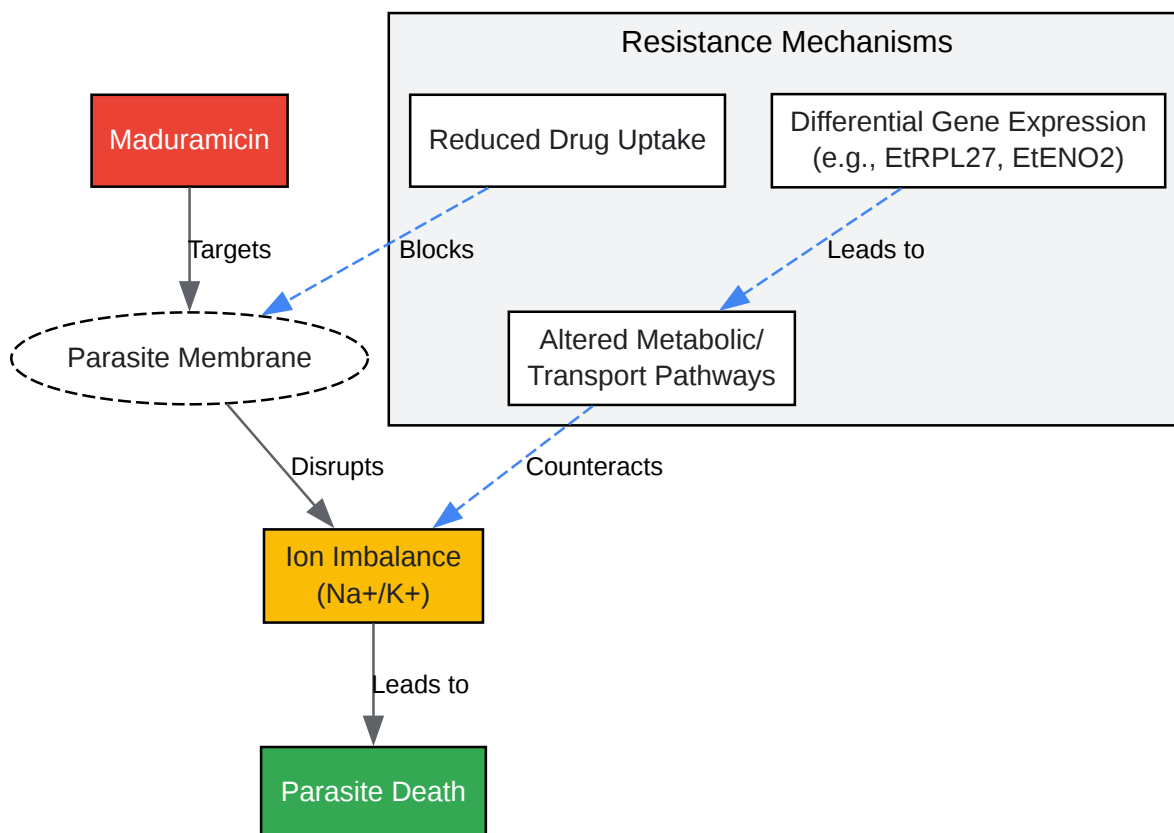 Resistance Mechanisms
Maduramicin
Reduced Drug Uptake
Differential Gene Expression
(e.g., EtRPL27, EtENO2)
Targets
Blocks
Leads to
Parasite Membrane
Altered Metabolic/
Transport Pathways
Disrupts
Counteracts
Ion Imbalance
(Na+/K+)
Leads to
Parasite Death